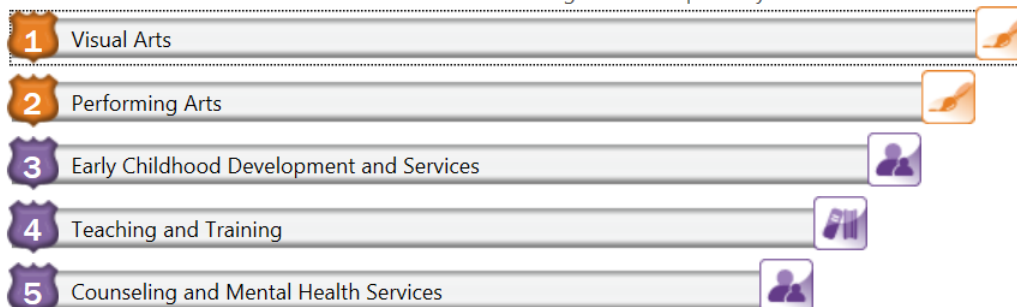 1 Visual Arts
2 Performing Arts
3 Early Childhood Development and Services
4 Teaching and Training
5 Counseling and Mental Health Services